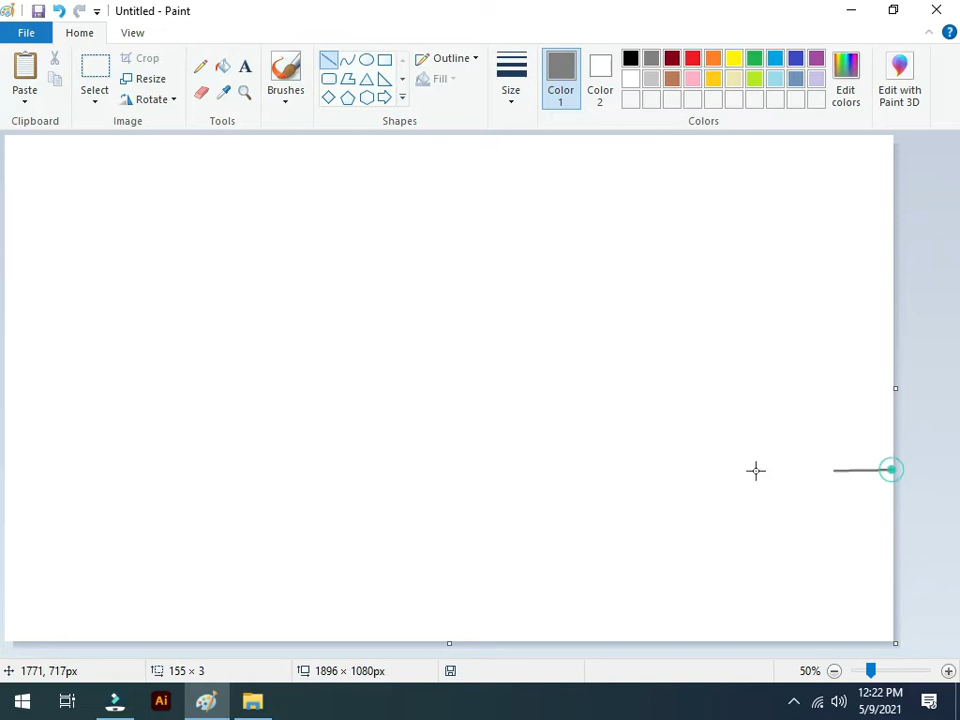 Untitled - Paint
File Home View
Paste
Clipboard
Select
Crop
Resize
Rotate
Image
A
Tools
Brushes
Outline
Fill
Shapes
Size
Color 1
Color 2
Colors
Edit colors
Edit with Paint 3D
1771, 717px
155 × 3
1896 × 1080px
50%
Ai
12:22 PM
5/9/2021